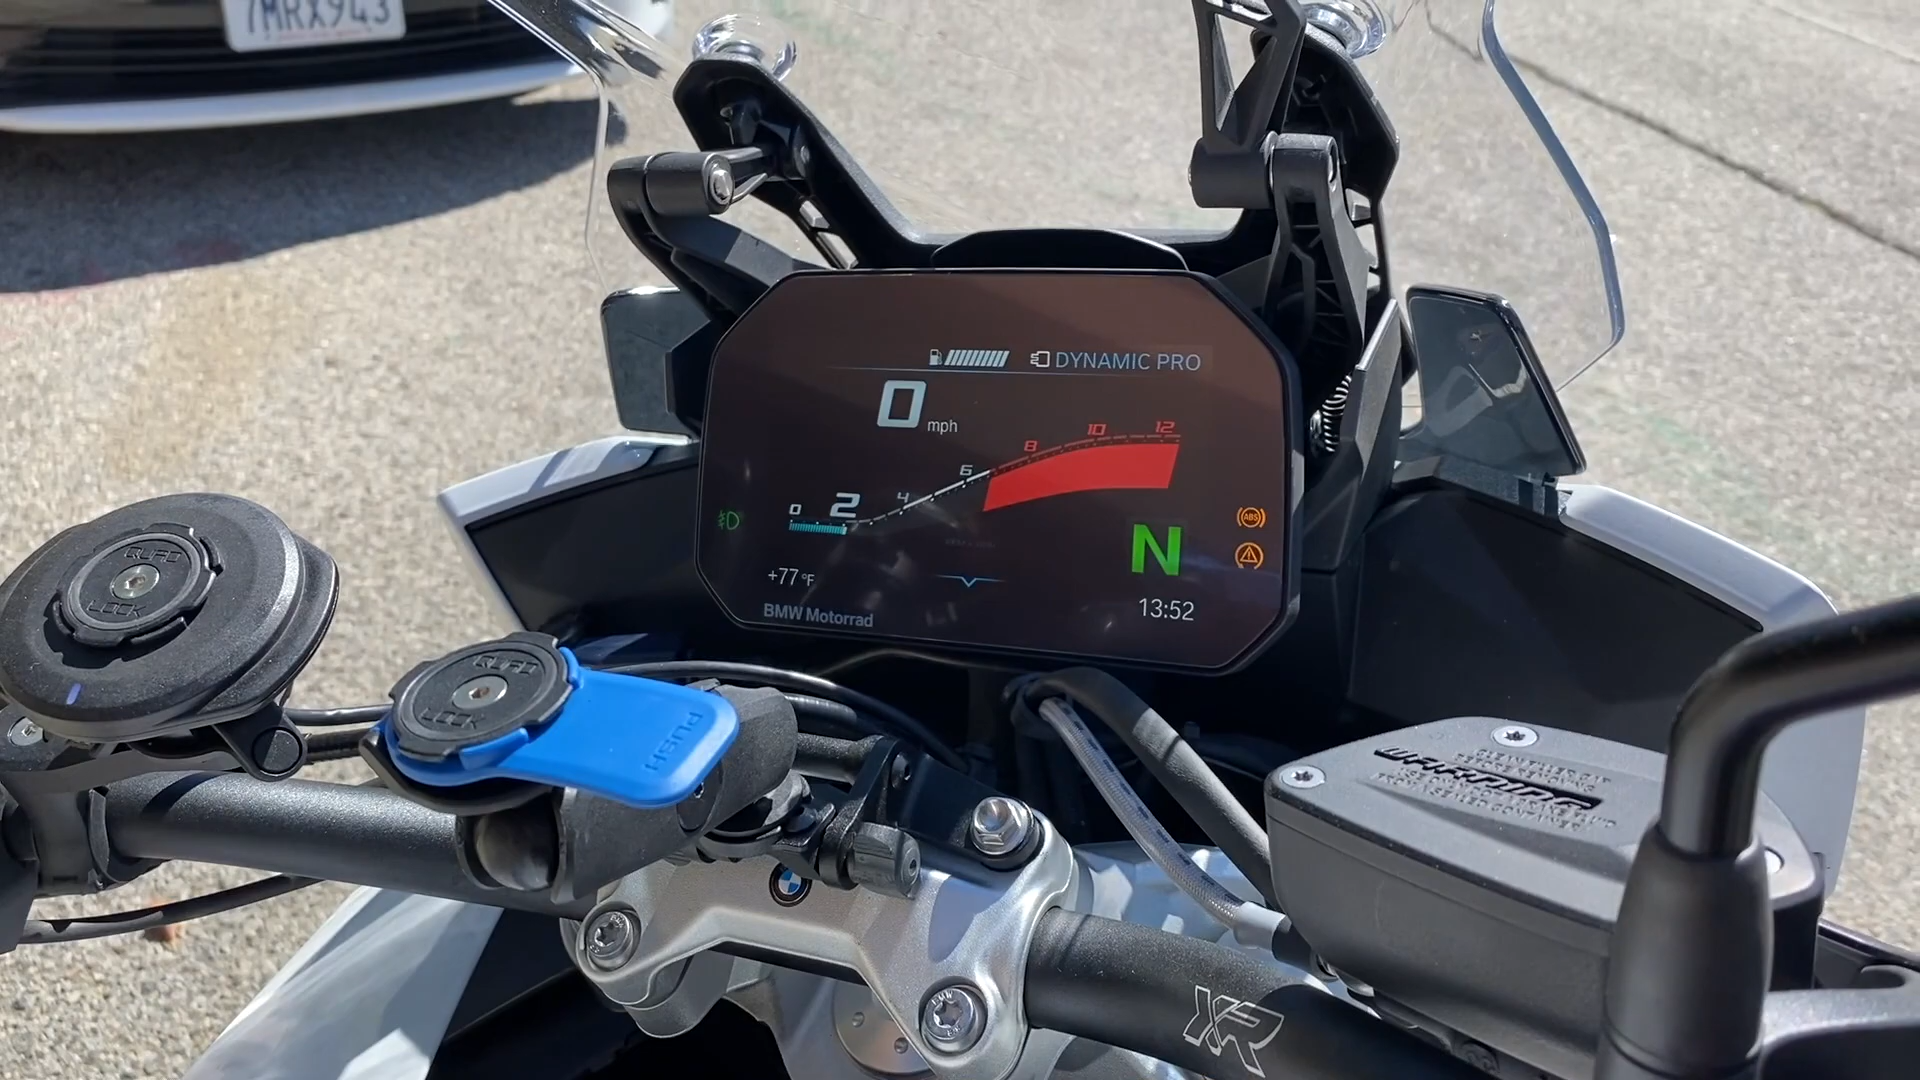 7MRX943
DYNAMIC PRO
0 mph
0 2 4 6 8 10 12
ABS
N
+77 °F
13:52
BMW Motorrad
QUAD
LOCK
QUAD
LOCK
PUSH
WARNING
XR